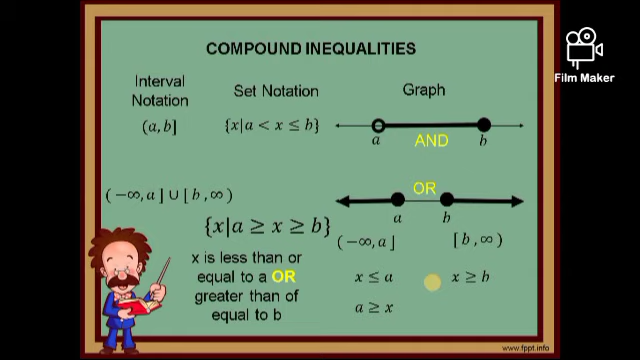 COMPOUND INEQUALITIES
Film Maker
Interval
Notation
Set Notation
Graph
(a, b]
{x|a < x ≤ b}
a
AND
b
(−∞, a] ∪ [b, ∞)
OR
a
b
{x|a ≥ x ≥ b}
(−∞, a]
[b, ∞)
x is less than or
equal to a OR
greater than of
equal to b
x ≤ a
x ≥ b
a ≥ x
www.fppt.info